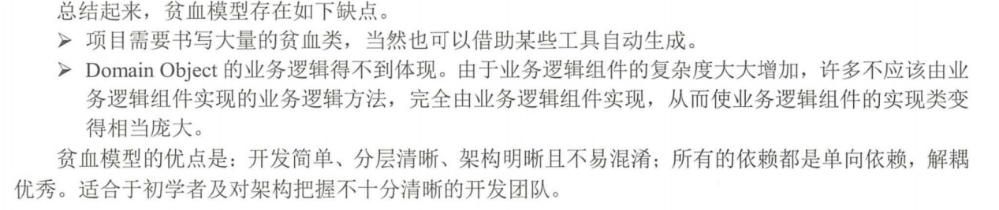 总结起来，贫血模型存在如下缺点。
➢ 项目需要书写大量的贫血类，当然也可以借助某些工具自动生成。
➢ Domain Object 的业务逻辑得不到体现。由于业务逻辑组件的复杂度大大增加，许多不应该由业
务逻辑组件实现的业务逻辑方法，完全由业务逻辑组件实现，从而使业务逻辑组件的实现类变
得相当庞大。
贫血模型的优点是：开发简单、分层清晰、架构明晰且不易混淆；所有的依赖都是单向依赖，解耦
优秀。适合于初学者及对架构把握不十分清晰的开发团队。